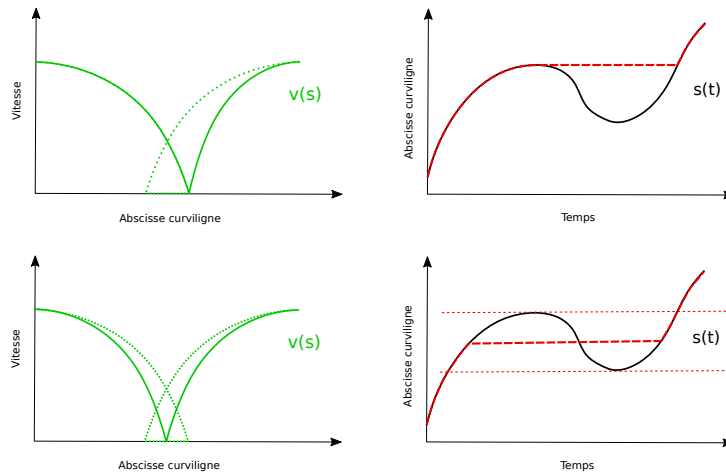 Vitesse
v(s)
Abscisse curviligne
Abscisse curviligne
s(t)
Temps
Vitesse
v(s)
Abscisse curviligne
Abscisse curviligne
s(t)
Temps